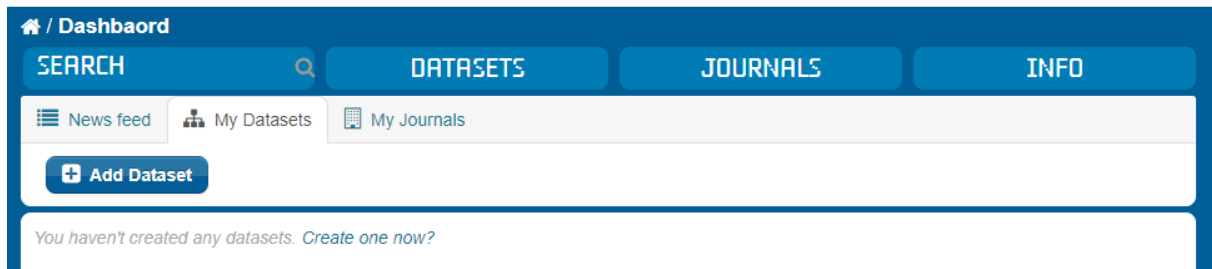 / Dashbaord
SEARCH DATASETS JOURNALS INFO
News feed My Datasets My Journals
Add Dataset
You haven't created any datasets. Create one now?